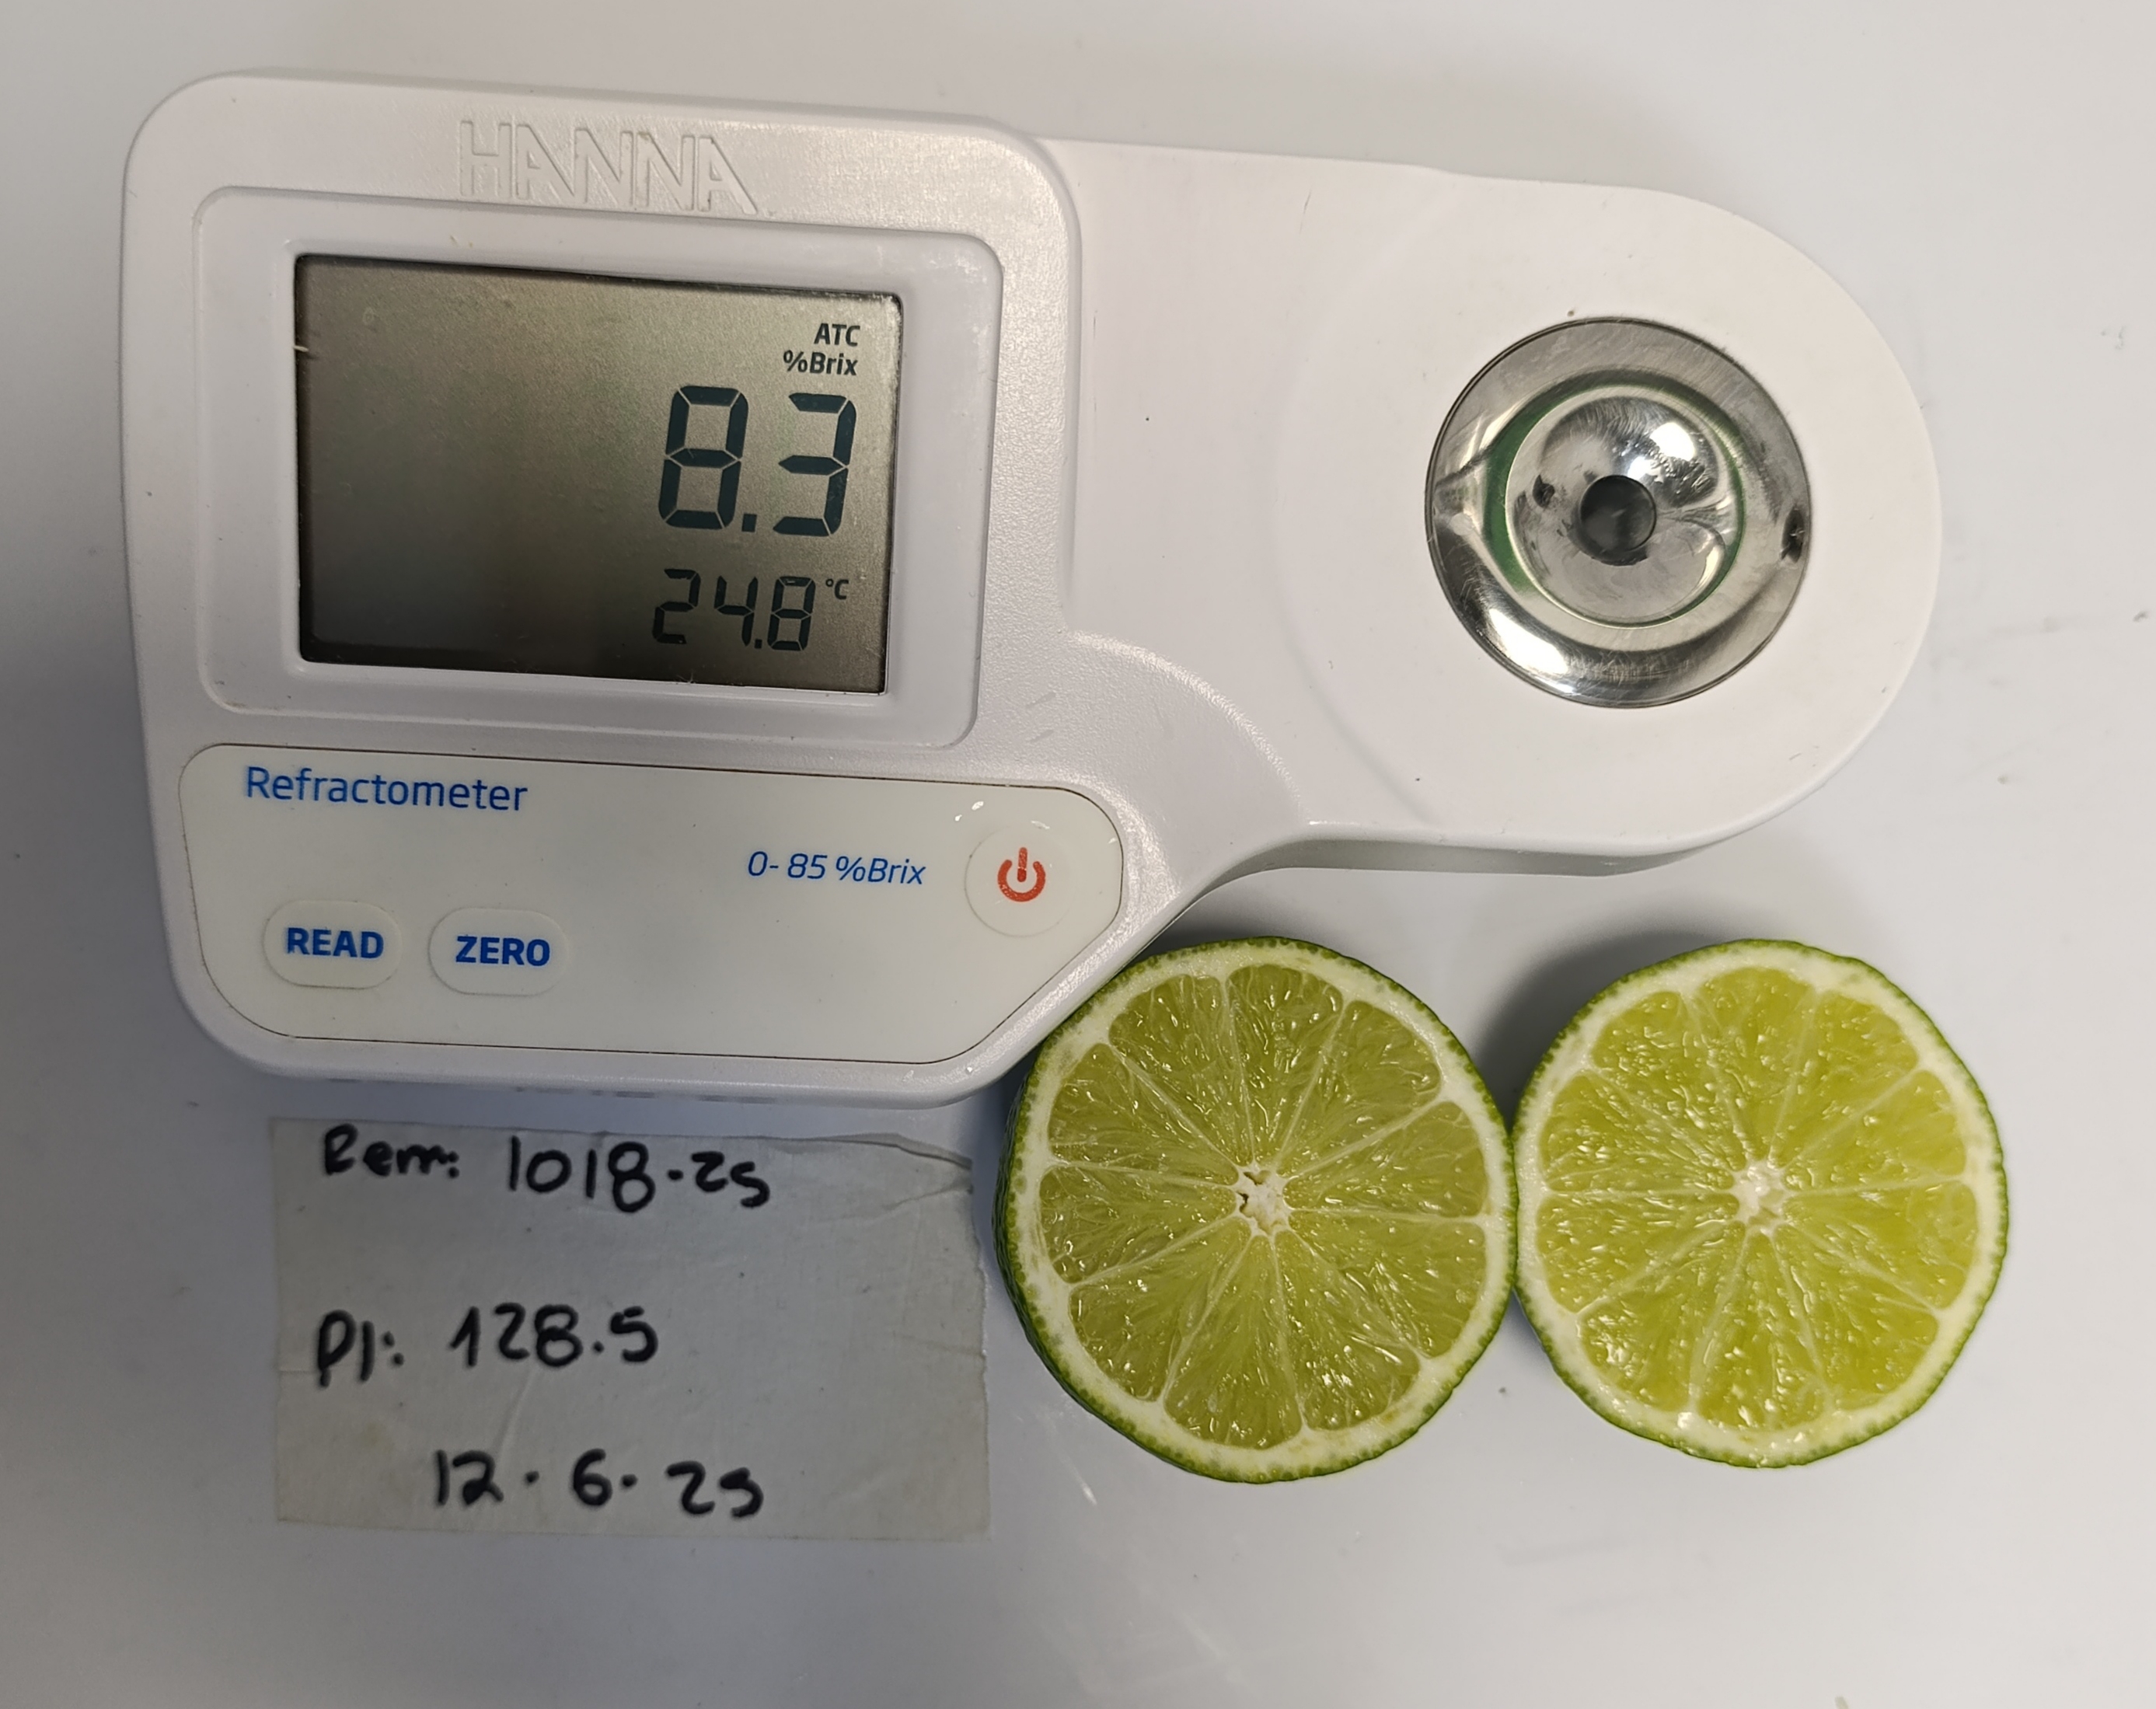 HANNA
ATC
%Brix
8.3
24.8 °C
Refractometer
0- 85 %Brix
READ
ZERO
Rem: 1018-25
Pl: 128.5
12.6.25